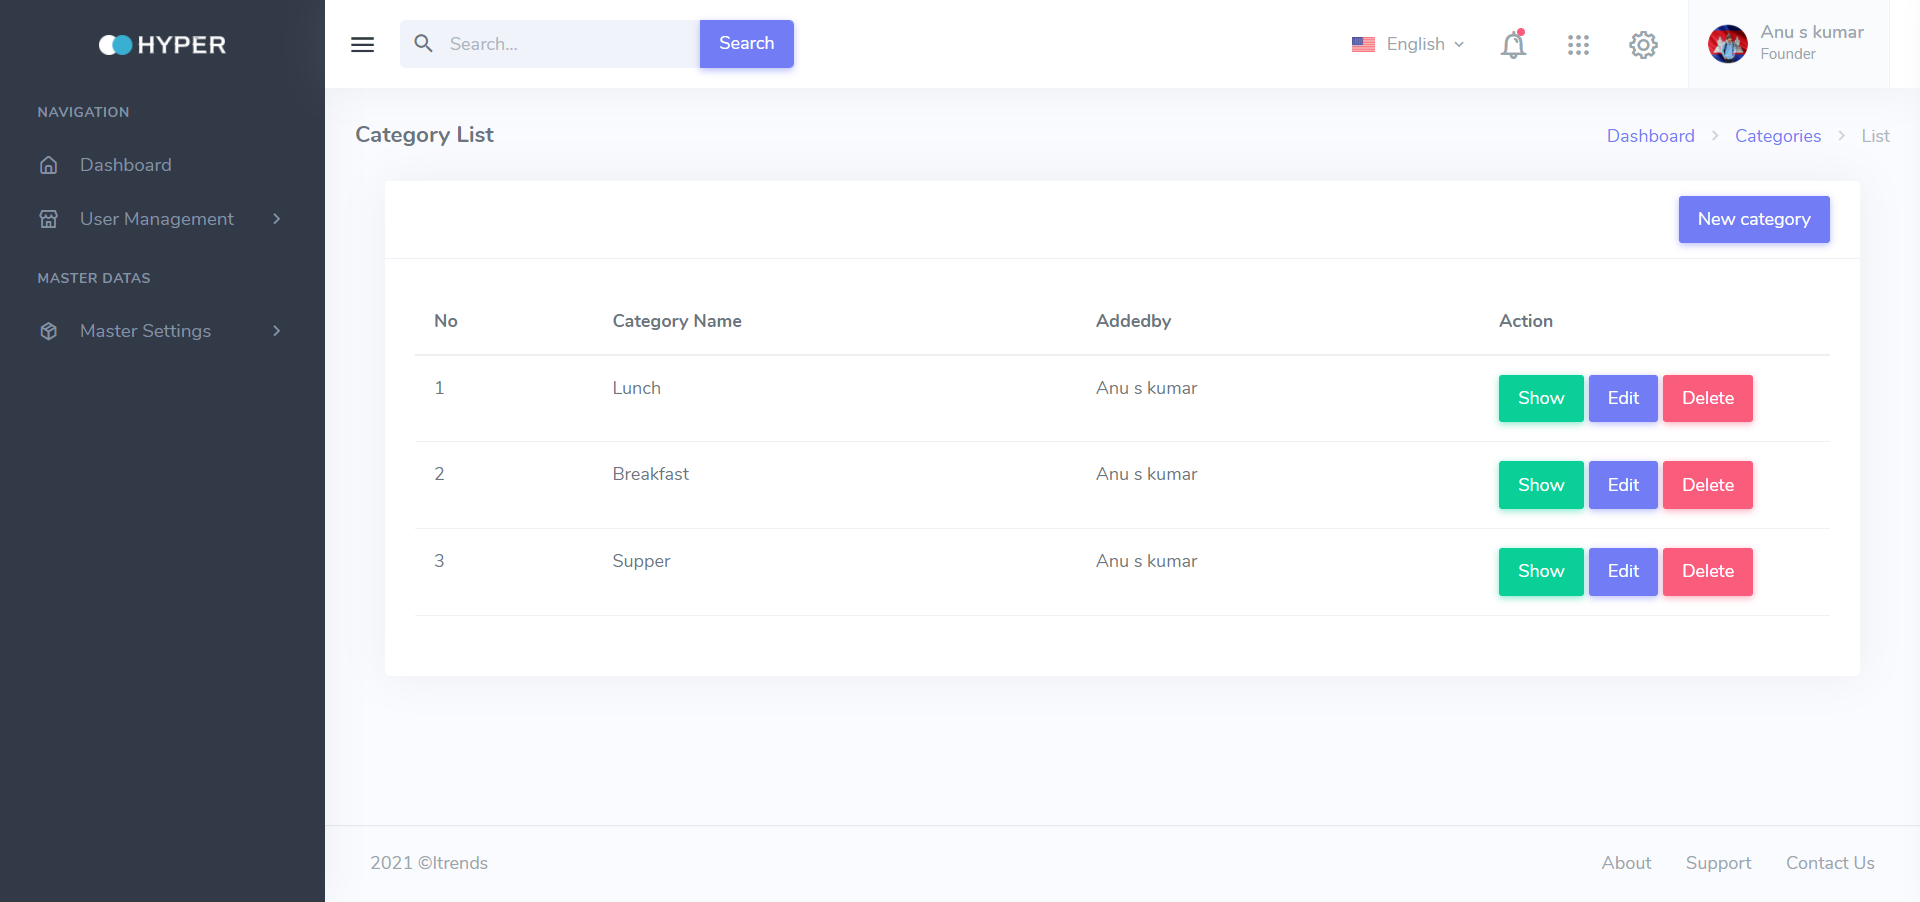 HYPER
Search...
Search
English
Anu s kumar
Founder
NAVIGATION
Dashboard
User Management
MASTER DATAS
Master Settings
Category List
Dashboard > Categories > List
New category
No Category Name Addedby Action
1 Lunch Anu s kumar Show Edit Delete
2 Breakfast Anu s kumar Show Edit Delete
3 Supper Anu s kumar Show Edit Delete
2021 ©Itrends
About Support Contact Us